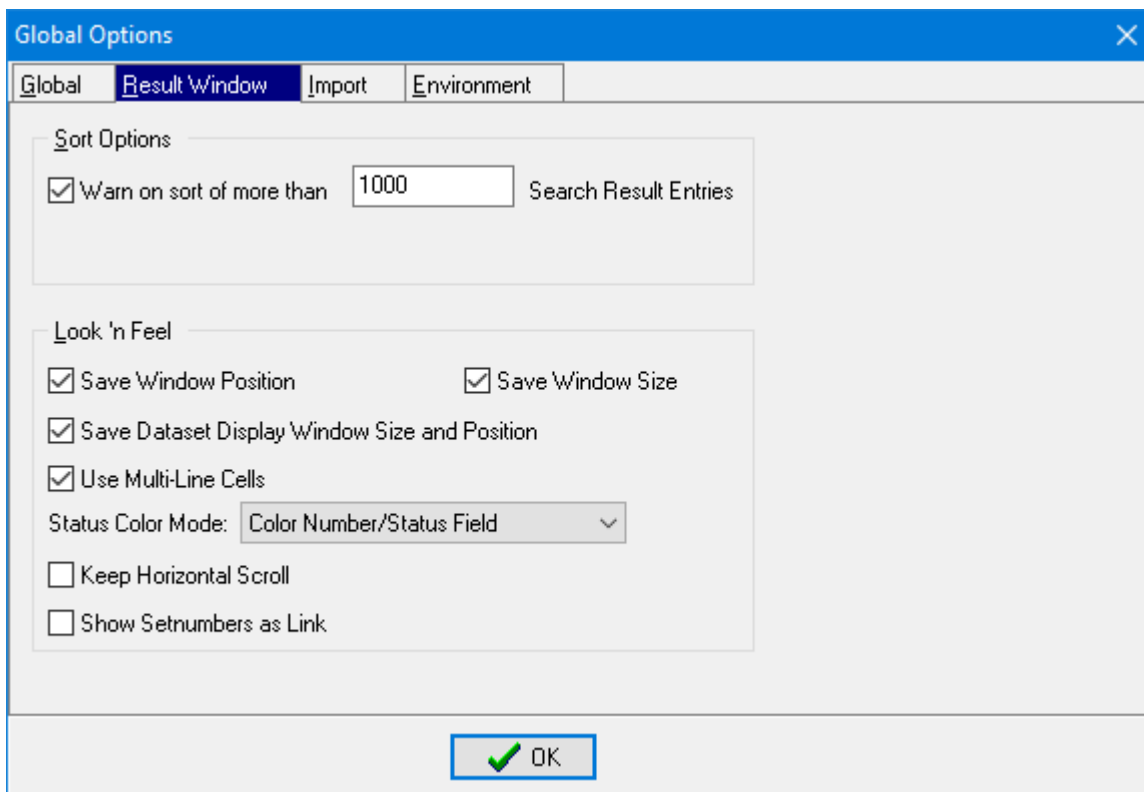 Global Options
Global Result Window Import Environment
Sort Options
Warn on sort of more than 1000 Search Result Entries
Look 'n Feel
Save Window Position Save Window Size
Save Dataset Display Window Size and Position
Use Multi-Line Cells
Status Color Mode: Color Number/Status Field
Keep Horizontal Scroll
Show Setnumbers as Link
OK